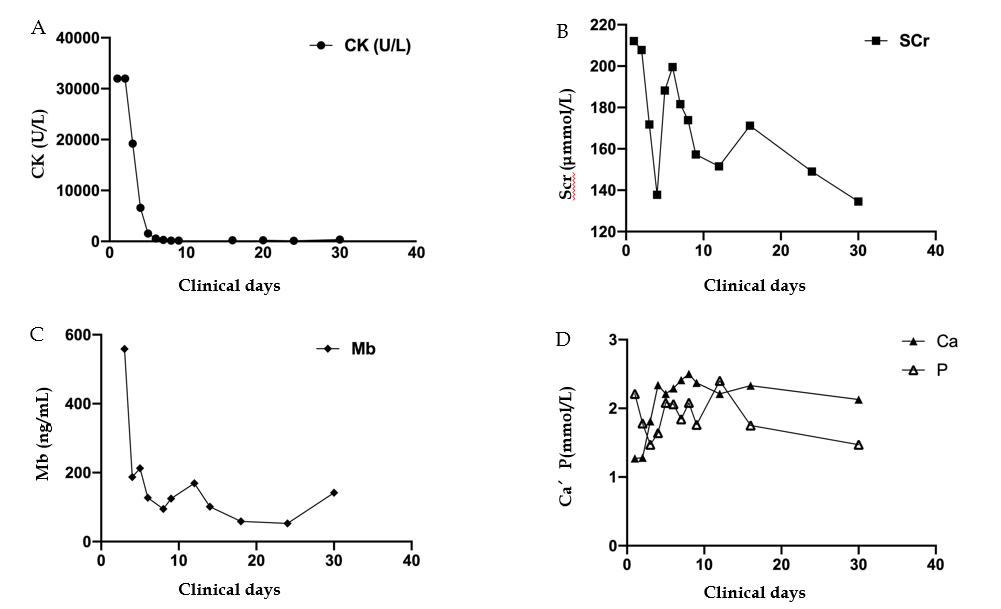 A
CK (U/L)
40000
30000
20000
10000
0
CK (U/L)
0
10
20
30
40
Clinical days
B
SCr
220
200
180
160
140
120
Scr (μmmol/L)
0
10
20
30
40
Clinical days
C
Mb
600
400
200
0
Mb (ng/mL)
0
10
20
30
40
Clinical days
D
Ca
P
3
2
1
0
Ca′ P(mmol/L)
0
10
20
30
40
Clinical days